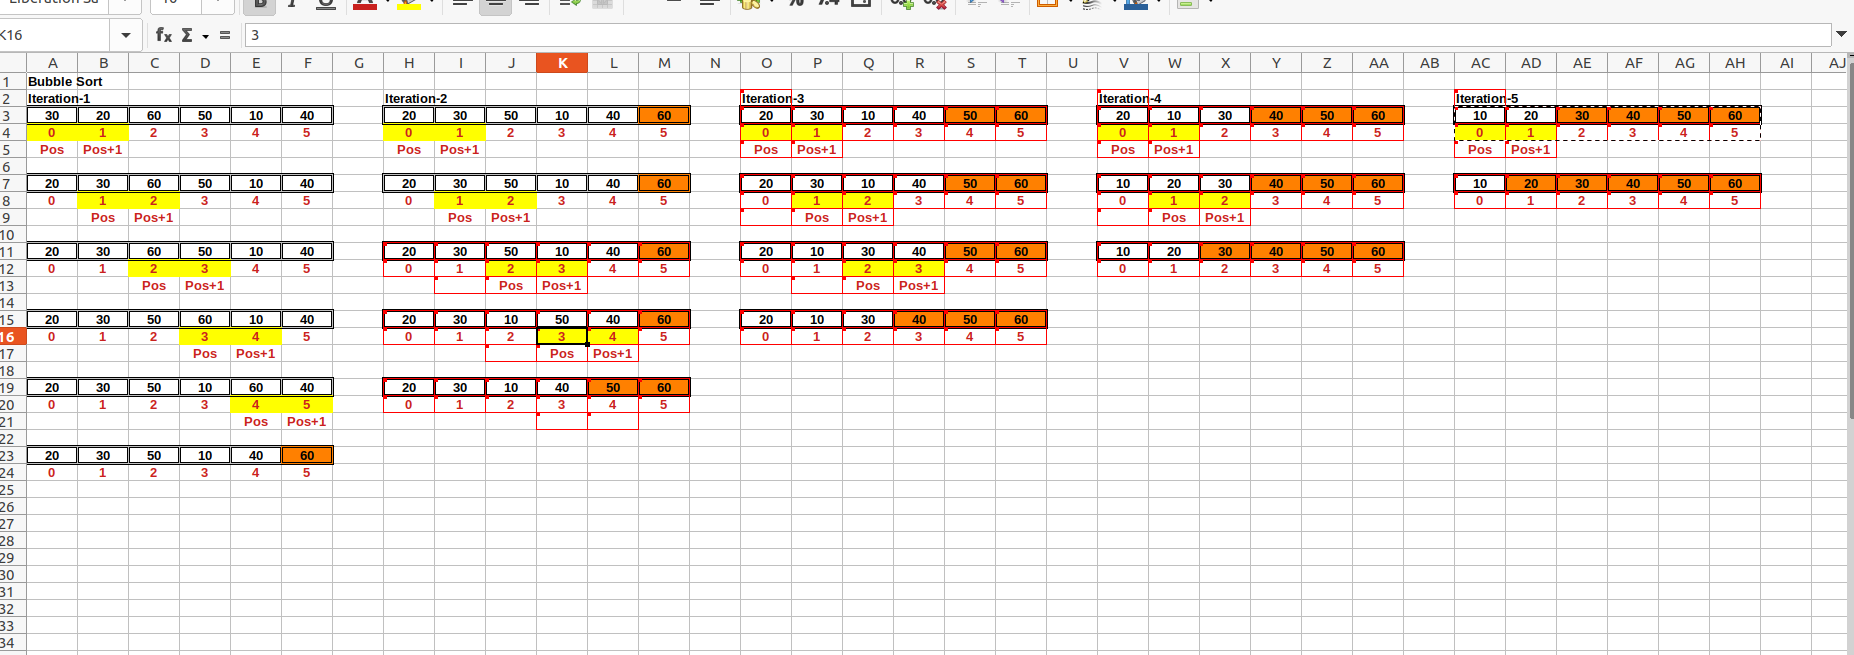 K16 fx Σ = 3
A B C D E F G H I J K L M N O P Q R S T U V W X Y Z AA AB AC AD AE AF AG AH AI AJ
1 Bubble Sort
2 Iteration-1 Iteration-2 Iteration-3 Iteration-4 Iteration-5
3 30 20 60 50 10 40 20 30 50 10 40 60 20 30 10 40 50 60 20 10 30 40 50 60 10 20 30 40 50 60
4 0 1 2 3 4 5 0 1 2 3 4 5 0 1 2 3 4 5 0 1 2 3 4 5 0 1 2 3 4 5
5 Pos Pos+1 Pos Pos+1 Pos Pos+1 Pos Pos+1 Pos Pos+1
6
7 20 30 60 50 10 40 20 30 50 10 40 60 20 30 10 40 50 60 10 20 30 40 50 60 10 20 30 40 50 60
8 0 1 2 3 4 5 0 1 2 3 4 5 0 1 2 3 4 5 0 1 2 3 4 5 0 1 2 3 4 5
9 Pos Pos+1 Pos Pos+1 Pos Pos+1 Pos Pos+1
10
11 20 30 60 50 10 40 20 30 50 10 40 60 20 10 30 40 50 60 10 20 30 40 50 60
12 0 1 2 3 4 5 0 1 2 3 4 5 0 1 2 3 4 5 0 1 2 3 4 5
13 Pos Pos+1 Pos Pos+1 Pos Pos+1
14
15 20 30 50 60 10 40 20 30 10 50 40 60 20 10 30 40 50 60
16 0 1 2 3 4 5 0 1 2 3 4 5 0 1 2 3 4 5
17 Pos Pos+1 Pos Pos+1
18
19 20 30 50 10 60 40 20 30 10 40 50 60
20 0 1 2 3 4 5 0 1 2 3 4 5
21 Pos Pos+1
22
23 20 30 50 10 40 60
24 0 1 2 3 4 5
25
26
27
28
29
30
31
32
33
34